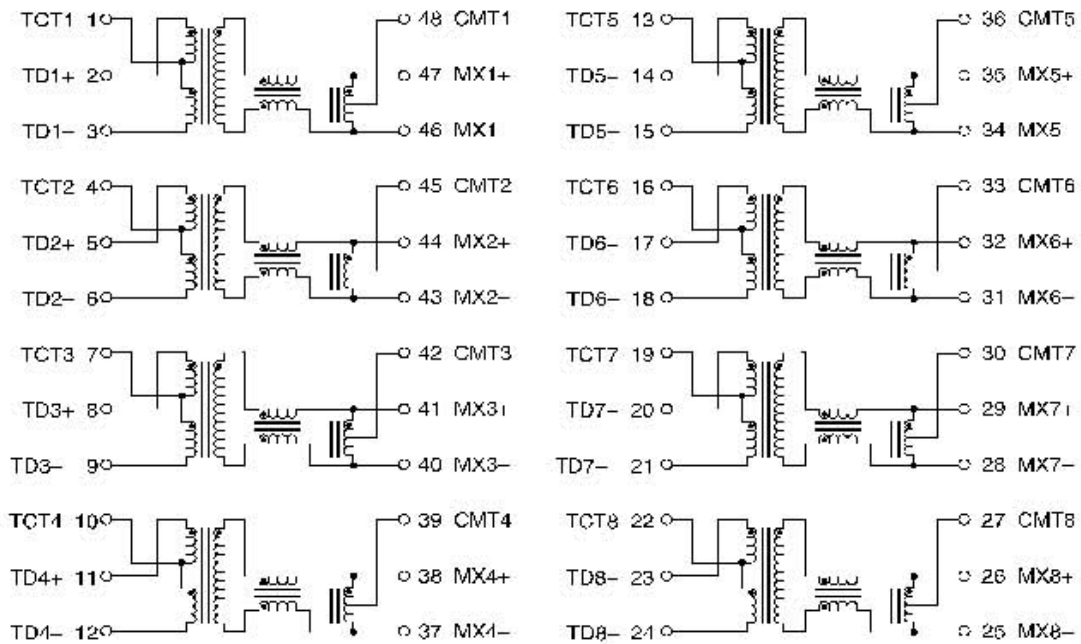 TCT1 1 48 CMT1 TCT5 13 36 CMT5
TD1+ 2 47 MX1+ TD5- 14 35 MX5+
TD1- 3 46 MX1 TD5- 15 34 MX5
TCT2 4 45 CMT2 TCT6 16 33 CMT6
TD2+ 5 44 MX2+ TD6- 17 32 MX6+
TD2- 6 43 MX2- TD6- 18 31 MX6-
TCT3 7 42 CMT3 TCT7 19 30 CMT7
TD3+ 8 41 MX3+ TD7- 20 29 MX7+
TD3- 9 40 MX3- TD7- 21 28 MX7-
TCT4 10 39 CMT4 TCT8 22 27 CMT8
TD4+ 11 38 MX4+ TD8- 23 26 MX8+
TD4- 12 37 MX4- TD8- 24 25 MX8-